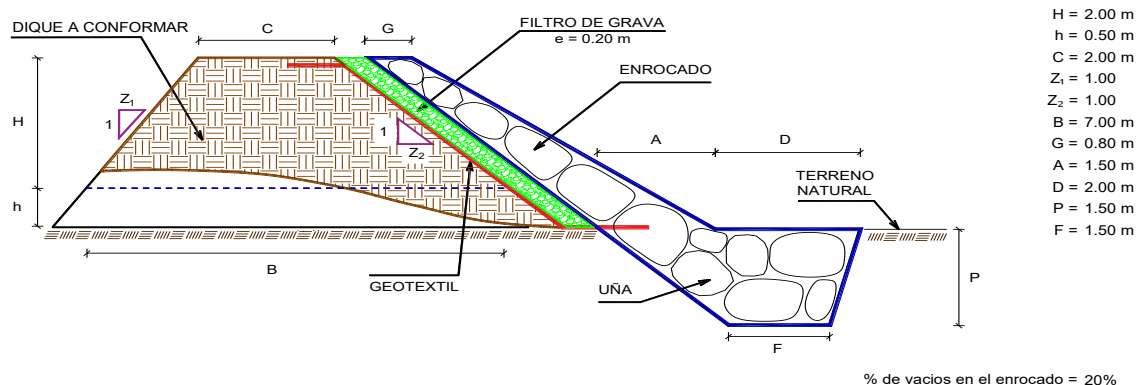 DIQUE A CONFORMAR
C
G
FILTRO DE GRAVA
e = 0.20 m
ENROCADO
H
Z₁
1
1
Z₂
A
D
TERRENO
NATURAL
h
B
GEOTEXTIL
UÑA
P
F
H = 2.00 m
h = 0.50 m
C = 2.00 m
Z₁ = 1.00
Z₂ = 1.00
B = 7.00 m
G = 0.80 m
A = 1.50 m
D = 2.00 m
P = 1.50 m
F = 1.50 m
% de vacios en el enrocado = 20%